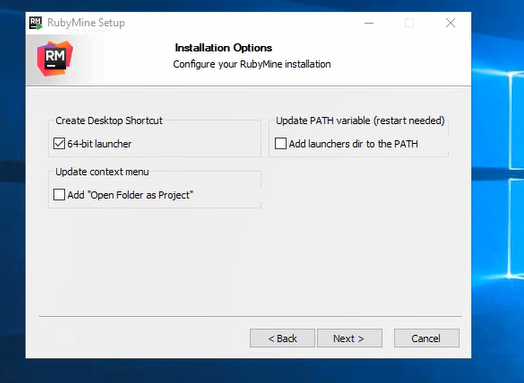 RM RubyMine Setup
RM
Installation Options
Configure your RubyMine installation
Create Desktop Shortcut
64-bit launcher
Update PATH variable (restart needed)
Add launchers dir to the PATH
Update context menu
Add "Open Folder as Project"
< Back
Next >
Cancel